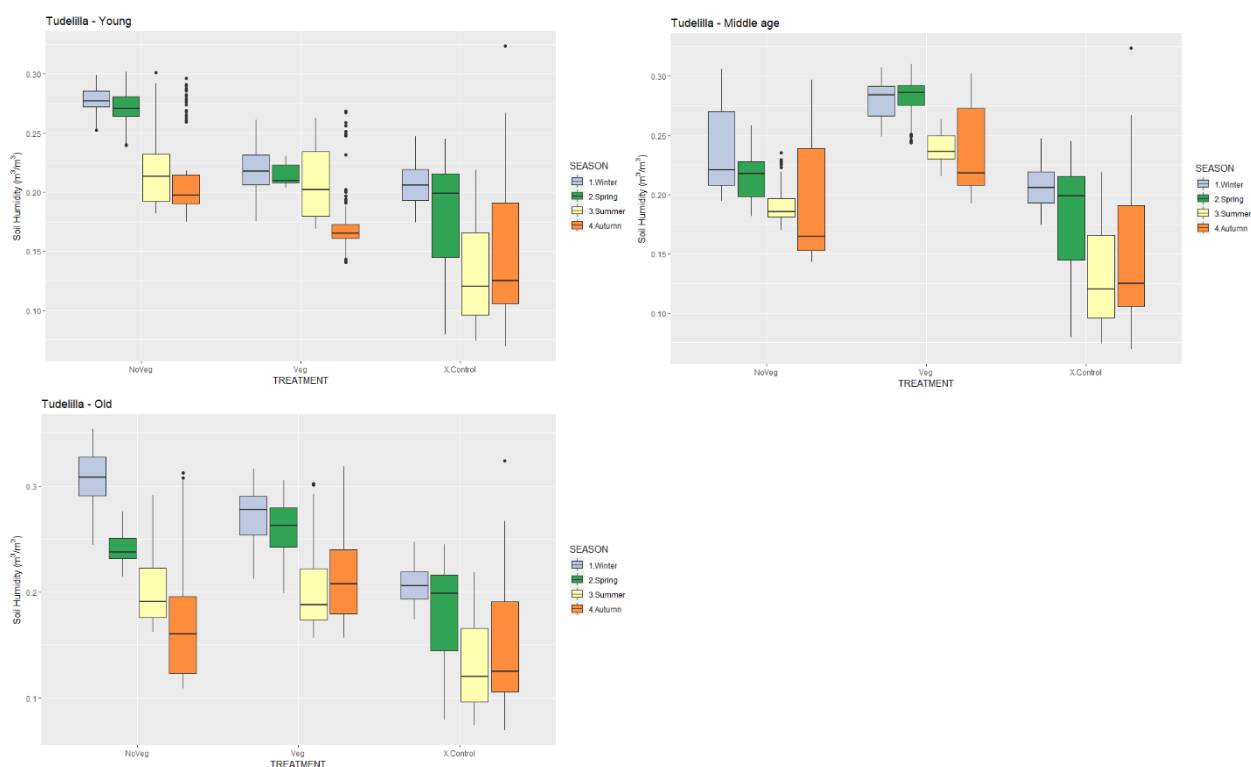 Tudelilla - Young
0.30
0.25
0.20
0.15
0.10
Soil Humidity (m³/m³)
NoVeg Veg X.Control
TREATMENT
SEASON
1.Winter
2.Spring
3.Summer
4.Autumn
Tudelilla - Middle age
0.30
0.25
0.20
0.15
0.10
Soil Humidity (m³/m³)
NoVeg Veg X.Control
TREATMENT
SEASON
1.Winter
2.Spring
3.Summer
4.Autumn
Tudelilla - Old
0.3
0.2
0.1
Soil Humidity (m³/m³)
NoVeg Veg X.Control
TREATMENT
SEASON
1.Winter
2.Spring
3.Summer
4.Autumn